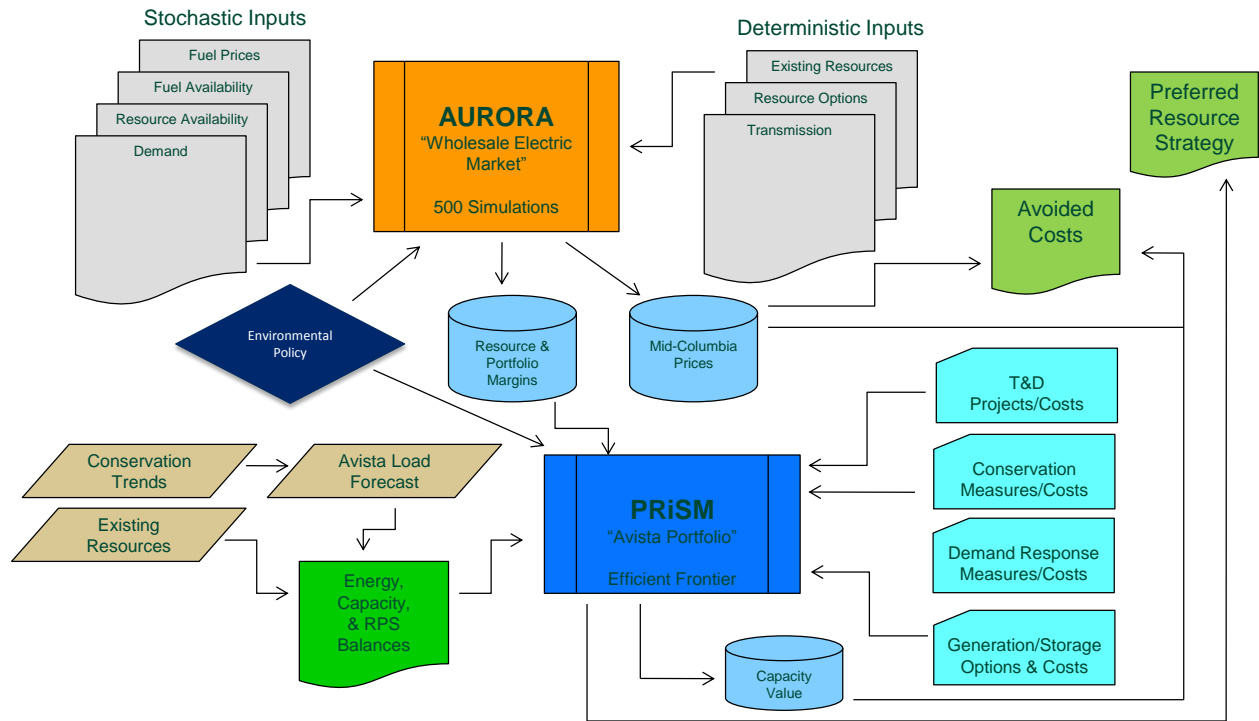 Stochastic Inputs
Fuel Prices
Fuel Availability
Resource Availability
Demand
AURORA
“Wholesale Electric
Market”
500 Simulations
Deterministic Inputs
Existing Resources
Resource Options
Transmission
Preferred
Resource
Strategy
Avoided
Costs
Environmental
Policy
Resource &
Portfolio
Margins
Mid-Columbia
Prices
T&D
Projects/Costs
Conservation
Measures/Costs
Demand Response
Measures/Costs
Generation/Storage
Options & Costs
Conservation
Trends
Avista Load
Forecast
Existing
Resources
Energy,
Capacity,
& RPS
Balances
PRiSM
“Avista Portfolio”
Efficient Frontier
Capacity
Value